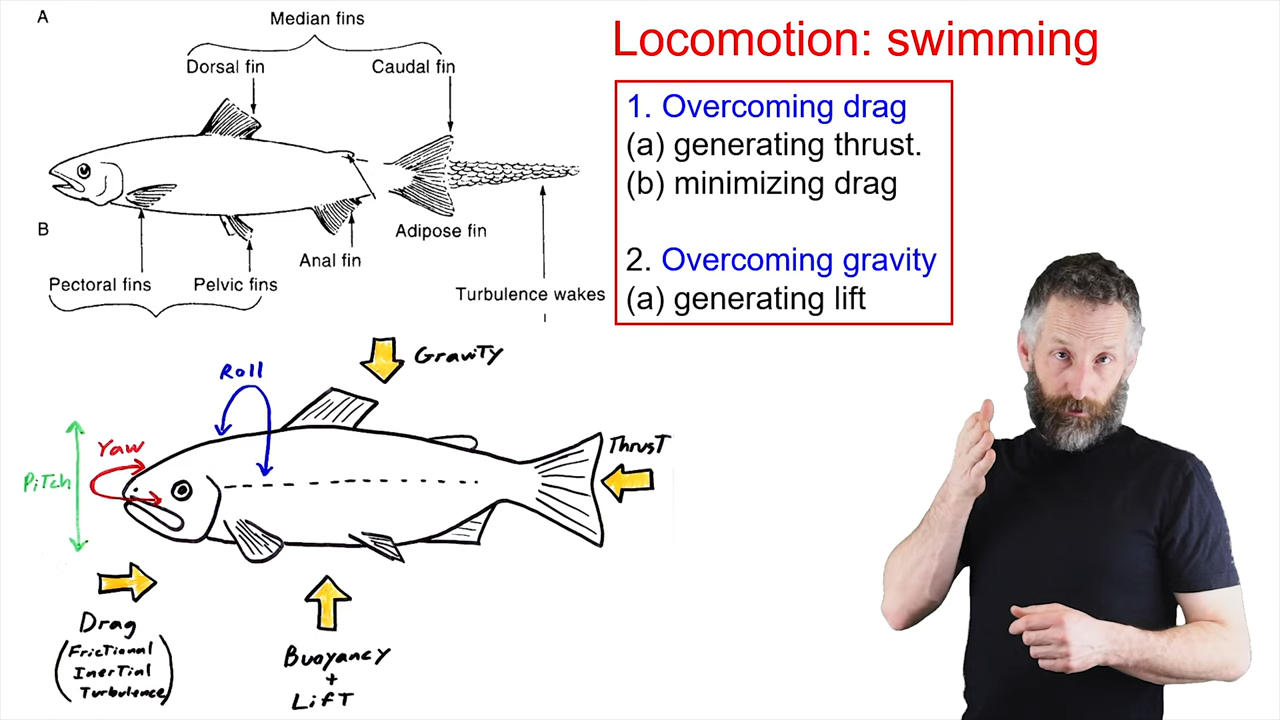 A
Median fins
Dorsal fin
Caudal fin
B
Adipose fin
Anal fin
Pectoral fins
Pelvic fins
Turbulence wakes
Locomotion: swimming
1. Overcoming drag
(a) generating thrust.
(b) minimizing drag
2. Overcoming gravity
(a) generating lift
Gravity
Roll
Yaw
Pitch
Thrust
Drag
(Frictional
Inertial
Turbulence)
Buoyancy
+
Lift